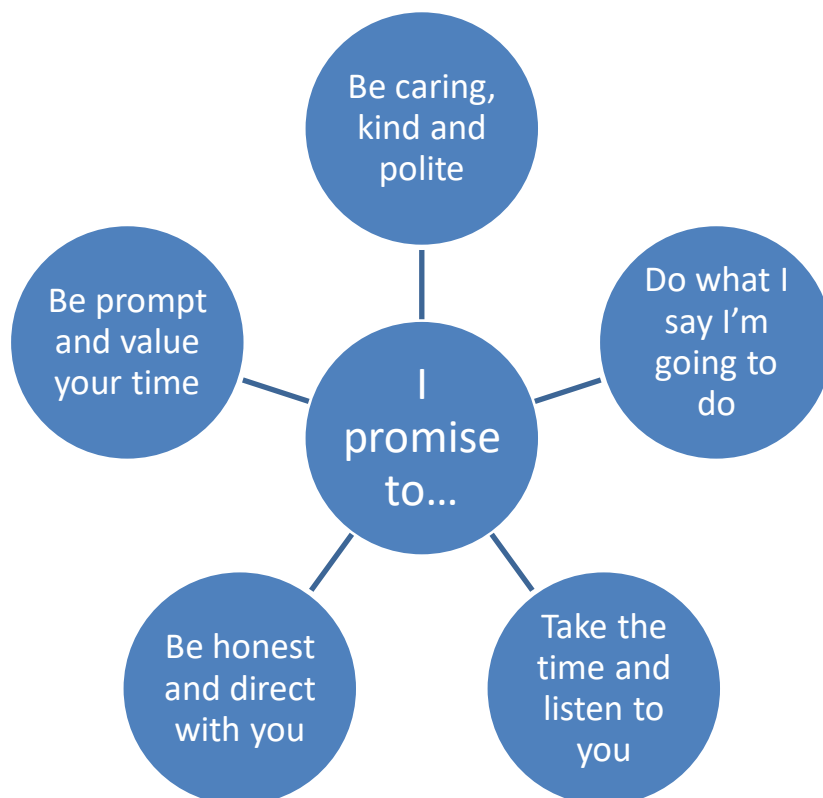 Be caring,
kind and
polite
Do what I
say I’m
going to
do
Take the
time and
listen to
you
Be honest
and direct
with you
Be prompt
and value
your time
I
promise
to…